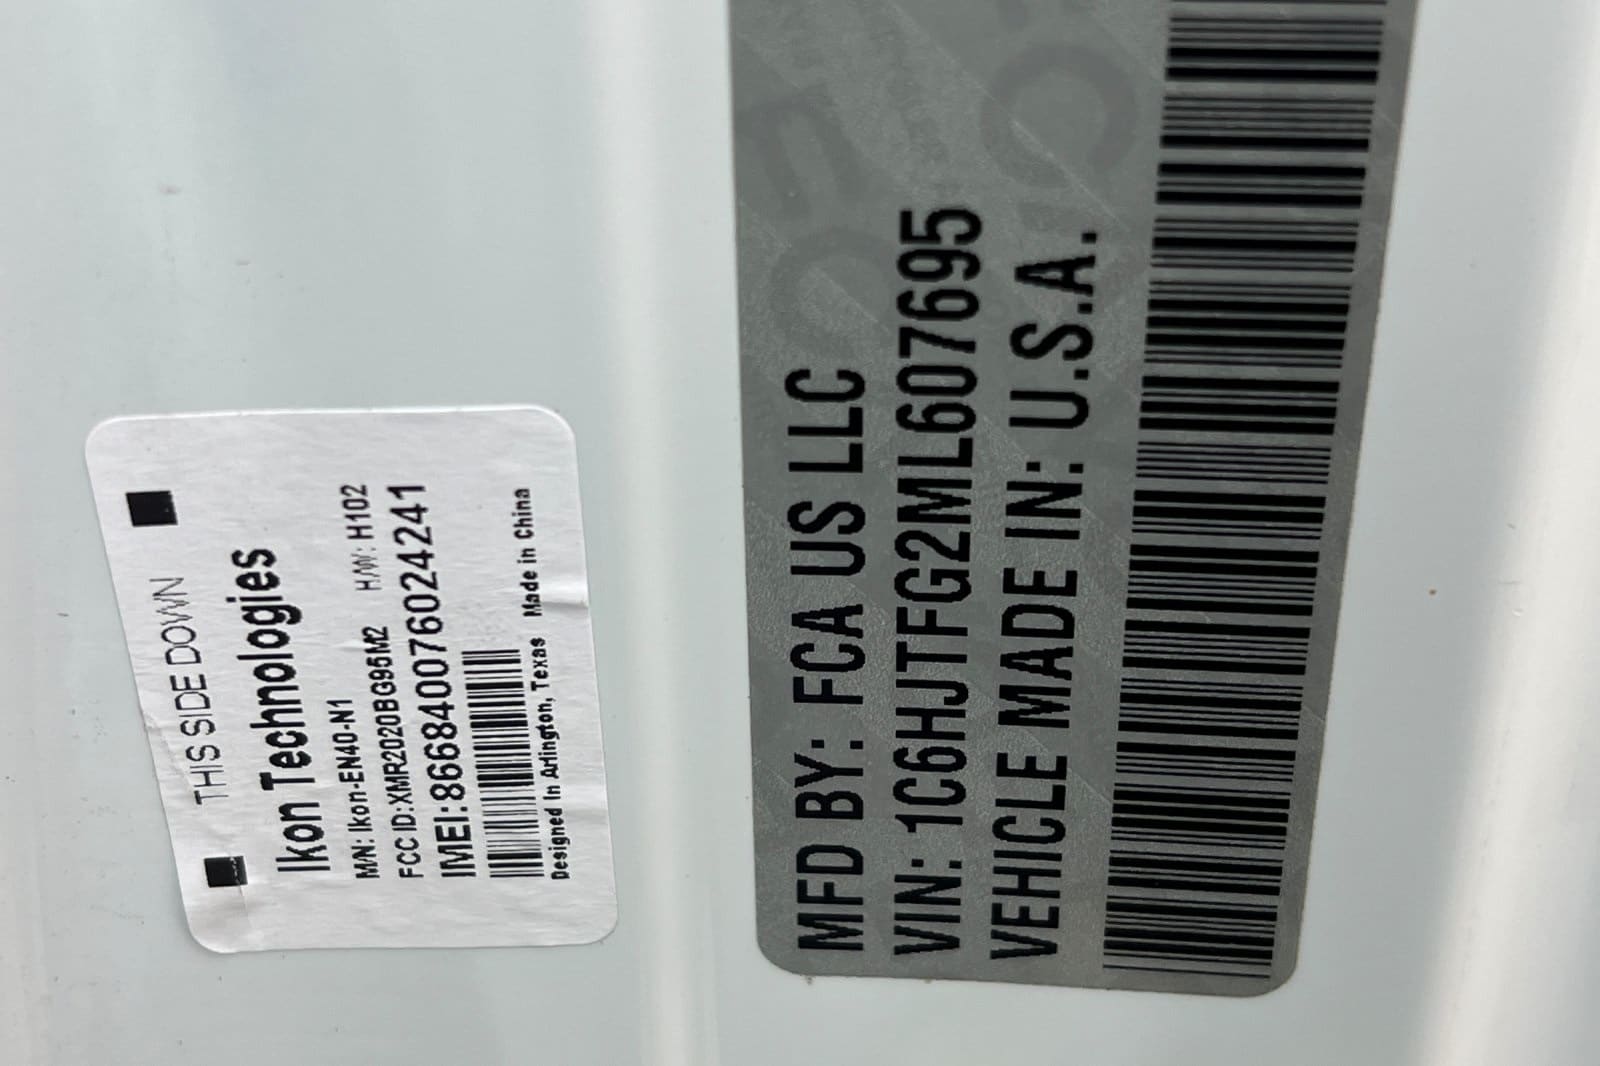 THIS SIDE DOWN
Ikon Technologies
M/N: Ikon-EN40-N1 H/W: H102
FCC ID:XMR2020BG95M2
IMEI:866840076024241
Designed In Arlington, Texas Made in China
MFD BY: FCA US LLC
VIN: 1C6HJTFG2ML607695
VEHICLE MADE IN: U.S.A.